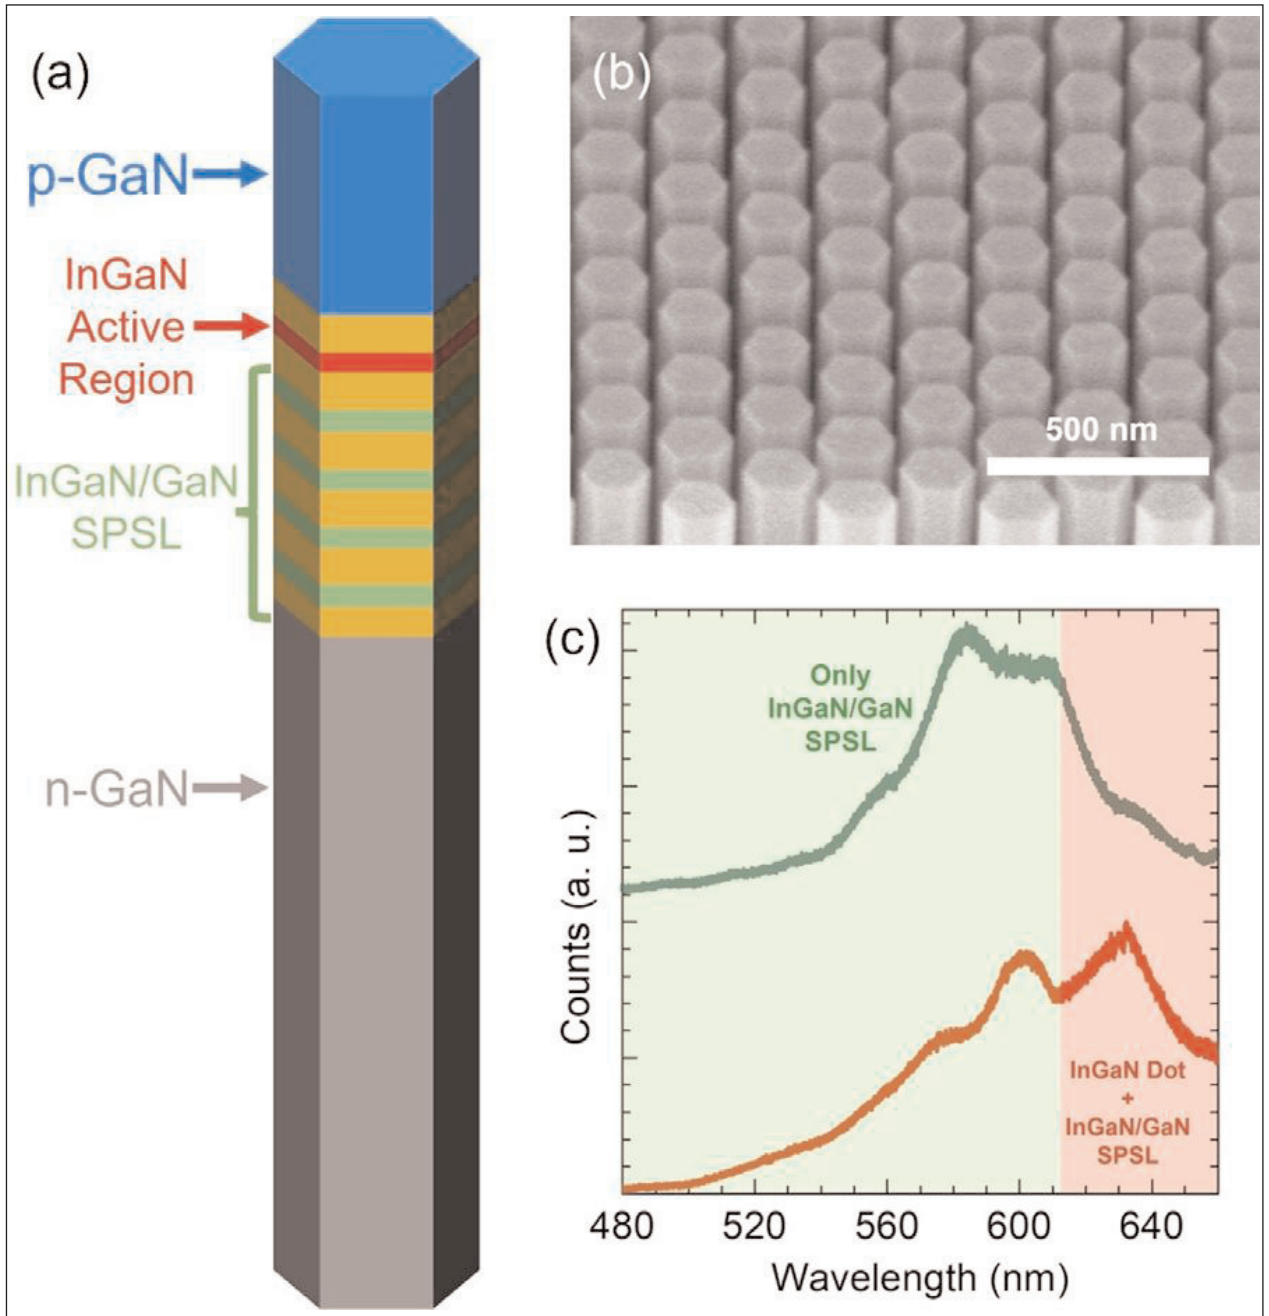 (a)
p-GaN
InGaN
Active
Region
InGaN/GaN
SPSL
n-GaN
(b)
500 nm
(c)
Only
InGaN/GaN
SPSL
InGaN Dot
+
InGaN/GaN
SPSL
Counts (a. u.)
480 520 560 600 640
Wavelength (nm)